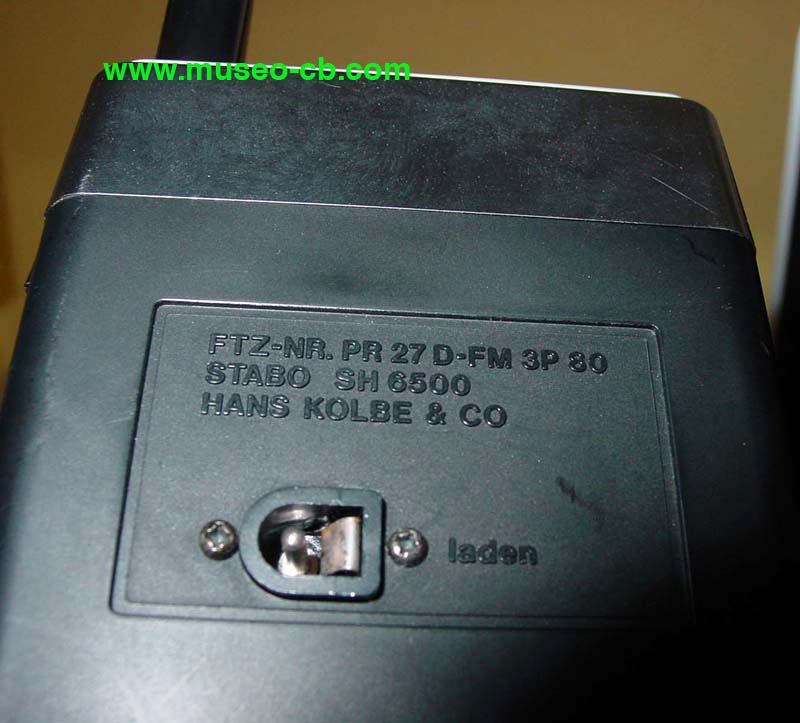 www.museo-cb.com
FTZ-NR. PR 27 D-FM 3P 80
STABO SH 6500
HANS KOLBE & CO
laden